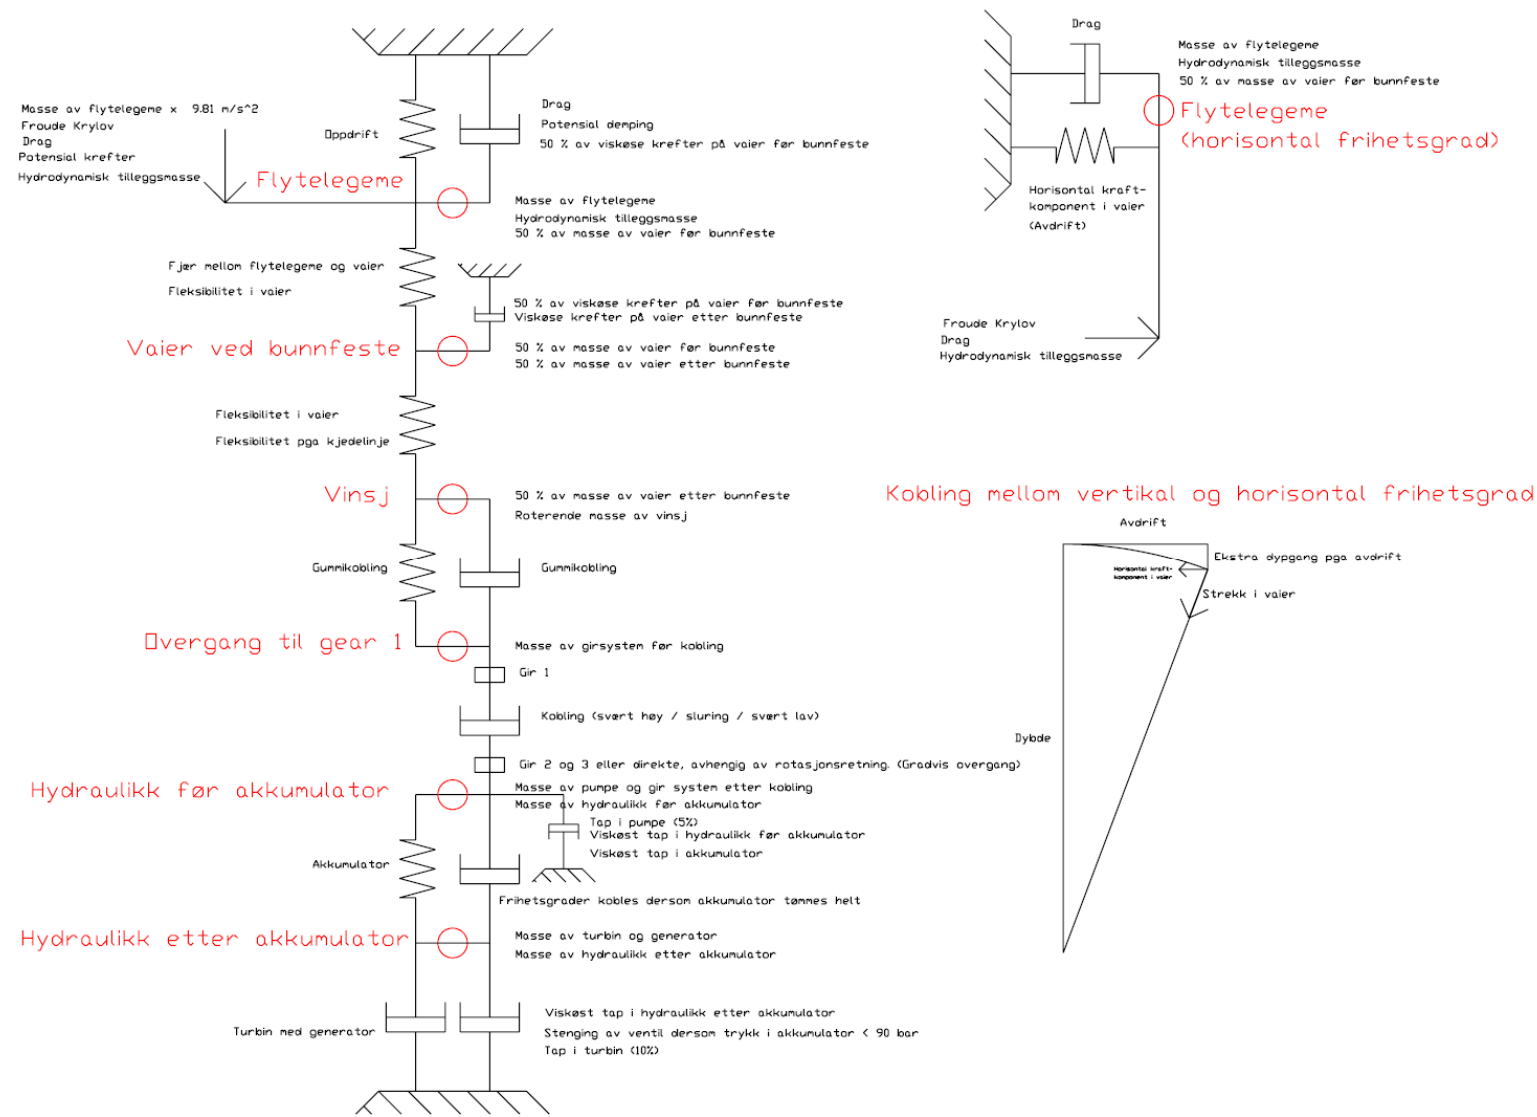 Masse av flytelegeme x 9.81 m/s^2
Froude Krylov
Drag
Potensial krefter
Hydrodynamisk tilleggsmasse
Oppdrift
Drag
Potensial demping
50 % av viskøse krefter på vaier før bunnfeste
Flytelegeme
Masse av flytelegeme
Hydrodynamisk tilleggsmasse
50 % av masse av vaier før bunnfeste
Fjær mellom flytelegeme og vaier
Fleksibilitet i vaier
50 % av viskøse krefter på vaier før bunnfeste
Viskøse krefter på vaier etter bunnfeste
Vaier ved bunnfeste
50 % av masse av vaier før bunnfeste
50 % av masse av vaier etter bunnfeste
Fleksibilitet i vaier
Fleksibilitet pga kjedelinje
Vinsj
50 % av masse av vaier etter bunnfeste
Roterende masse av vinsj
Gummikobling
Gummikobling
Overgang til gear 1
Masse av girsystem før kobling
Gir 1
Kobling (svært høy / sluring / svært lav)
Gir 2 og 3 eller direkte, avhengig av rotasjonsretning. (Gradvis overgang)
Hydraulikk før akkumulator
Masse av pumpe og gir system etter kobling
Masse av hydraulikk før akkumulator
Tap i pumpe (5%)
Viskøst tap i hydraulikk før akkumulator
Viskøst tap i akkumulator
Akkumulator
Frihetsgrader kobles dersom akkumulator tømmes helt
Hydraulikk etter akkumulator
Masse av turbin og generator
Masse av hydraulikk etter akkumulator
Turbin med generator
Viskøst tap i hydraulikk etter akkumulator
Stenging av ventil dersom trykk i akkumulator < 90 bar
Tap i turbin (10%)
Drag
Masse av flytelegeme
Hydrodynamisk tilleggsmasse
50 % av masse av vaier før bunnfeste
Flytelegeme
(horisontal frihetsgrad)
Horisontal kraft-
komponent i vaier
(Avdrift)
Froude Krylov
Drag
Hydrodynamisk tilleggsmasse
Kobling mellom vertikal og horisontal frihetsgrad
Avdrift
Ekstra dypgang pga avdrift
Horisontal kraft-
komponent i vaier
Strekk i vaier
Dybde